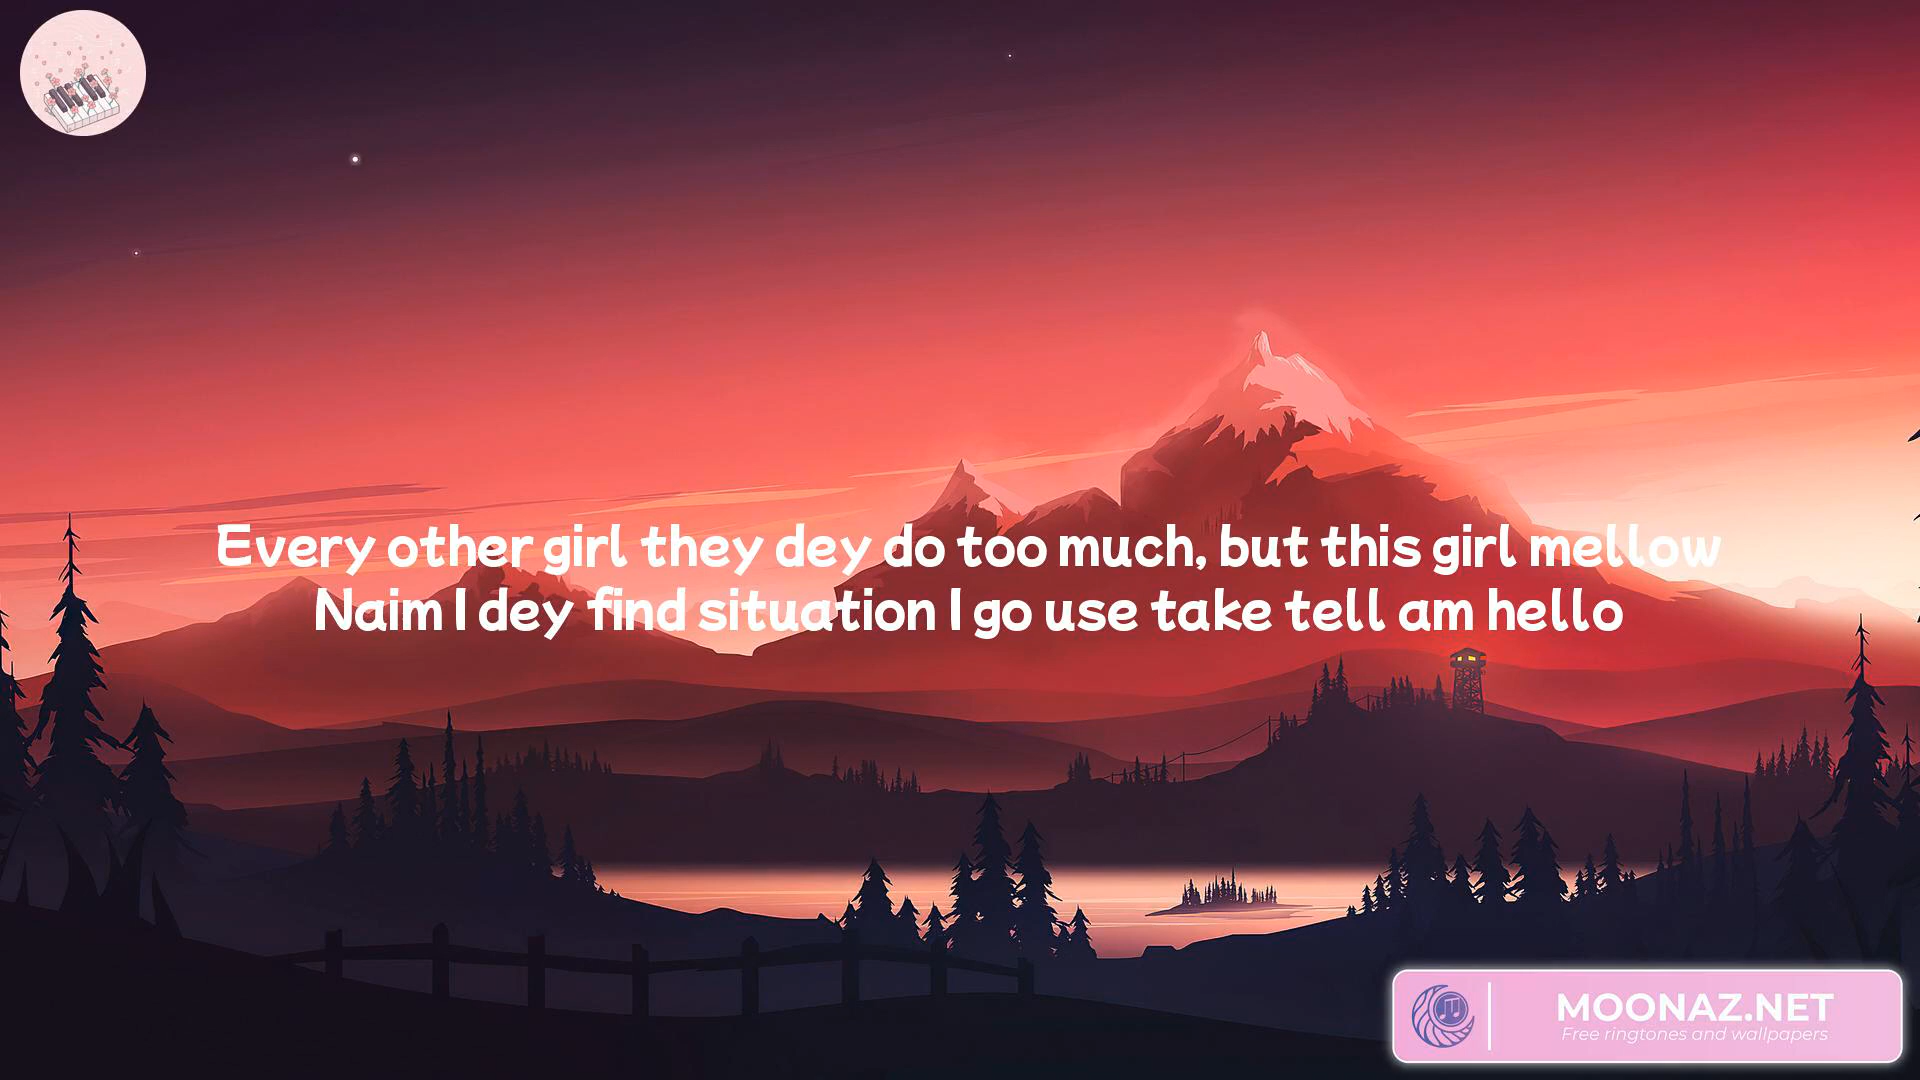 Every other girl they dey do too much, but this girl mellow
Naim I dey find situation I go use take tell am hello
MOONAZ.NET
Free ringtones and wallpapers